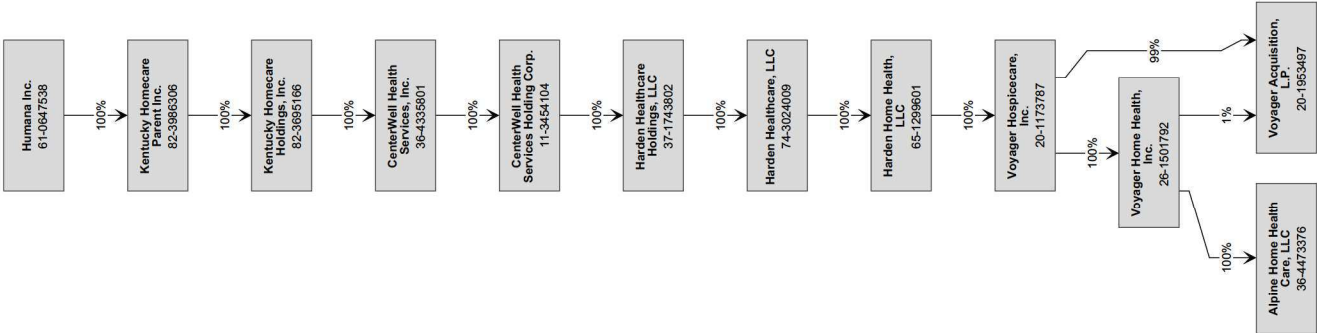 Humana Inc.
61-0647538
100%
Kentucky Homecare
Parent Inc.
82-3986306
100%
Kentucky Homecare
Holdings, Inc.
82-3695166
100%
CenterWell Health
Services, Inc.
36-4335801
100%
CenterWell Health
Services Holding Corp.
11-3454104
100%
Harden Healthcare
Holdings, LLC
37-1743802
100%
Harden Healthcare, LLC
74-3024009
100%
Harden Home Health,
LLC
65-1299601
100%
Voyager Hospicecare,
Inc.
20-1173787
100%
99%
Voyager Home Health,
Inc.
26-1501792
100%
1%
Alpine Home Health
Care, LLC
36-4473376
Voyager Acquisition,
L.P.
20-1953497